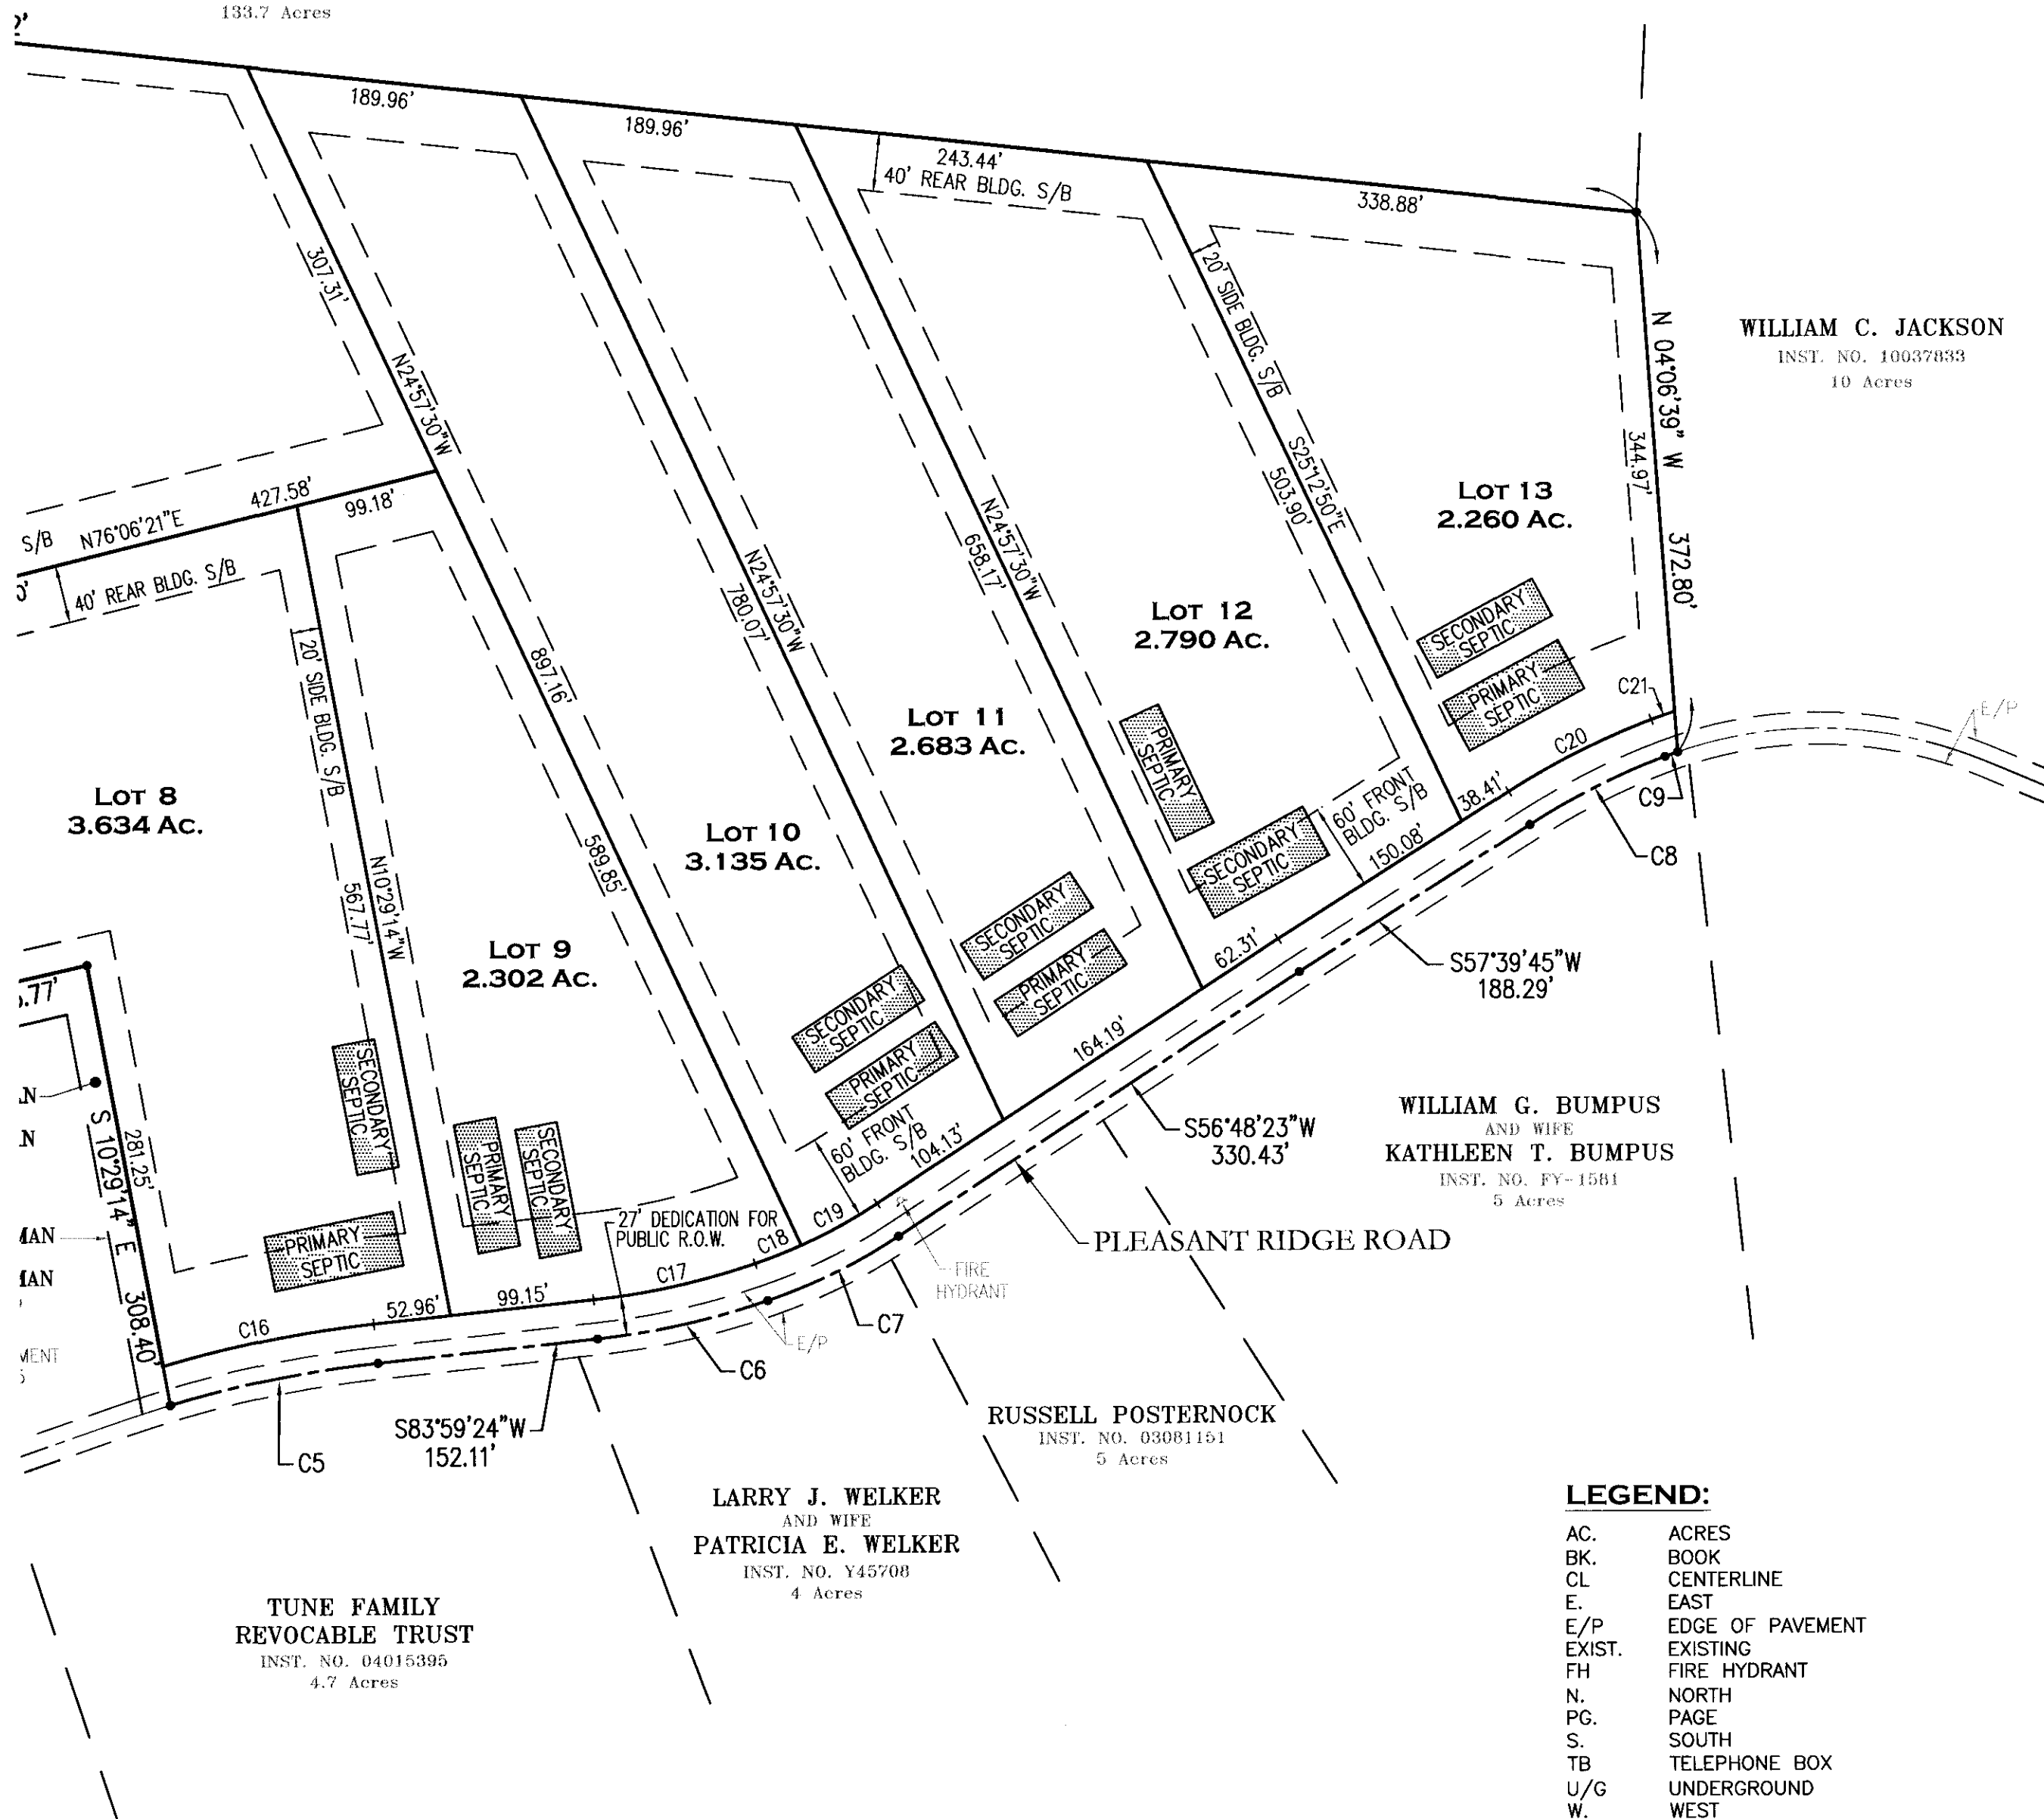 133.7 Acres
2'
189.96'
189.96'
243.44'
40' REAR BLDG. S/B
338.88'
307.31'
N24°57'30"W
20' SIDE BLDG. S/B
S25°12'50"E
503.90'
N 04°06'39" W 372.80'
344.97'
WILLIAM C. JACKSON
INST. NO. 10037833
10 Acres
LOT 13
2.260 AC.
S/B N76°06'21"E 427.58'
99.18'
40' REAR BLDG. S/B
N24°57'30"W
658.17'
N24°57'30"W
780.07'
897.16'
589.85'
LOT 12
2.790 AC.
SECONDARY
SEPTIC
PRIMARY
SEPTIC
C21
E/P
20' SIDE BLDG. S/B
N10°29'14"W
567.77'
LOT 11
2.683 AC.
PRIMARY
SEPTIC
SECONDARY
SEPTIC
60' FRONT
BLDG. S/B
150.08'
38.41'
C20
C9
C8
LOT 8
3.634 AC.
LOT 10
3.135 AC.
LOT 9
2.302 AC.
SECONDARY
SEPTIC
PRIMARY
SEPTIC
62.31'
S57°39'45"W
188.29'
.77'
SECONDARY
SEPTIC
PRIMARY
SEPTIC
164.19'
60' FRONT
BLDG. S/B
104.13'
S56°48'23"W
330.43'
WILLIAM G. BUMPUS
AND WIFE
KATHLEEN T. BUMPUS
INST. NO. FY-1581
5 Acres
N
N
S 10°29'14" E 308.40'
281.25'
SECONDARY
SEPTIC
PRIMARY
SEPTIC
PRIMARY
SEPTIC
SECONDARY
SEPTIC
27' DEDICATION FOR
PUBLIC R.O.W.
C19
C18
C17
PLEASANT RIDGE ROAD
MAN
MAN
MENT
FIRE
HYDRANT
C16
52.96'
99.15'
E/P
C7
C6
C5
S83°59'24"W
152.11'
RUSSELL POSTERNOCK
INST. NO. 03081151
5 Acres
LARRY J. WELKER
AND WIFE
PATRICIA E. WELKER
INST. NO. Y45708
4 Acres
TUNE FAMILY
REVOCABLE TRUST
INST. NO. 04015395
4.7 Acres
LEGEND:
AC. ACRES
BK. BOOK
CL CENTERLINE
E. EAST
E/P EDGE OF PAVEMENT
EXIST. EXISTING
FH FIRE HYDRANT
N. NORTH
PG. PAGE
S. SOUTH
TB TELEPHONE BOX
U/G UNDERGROUND
W. WEST